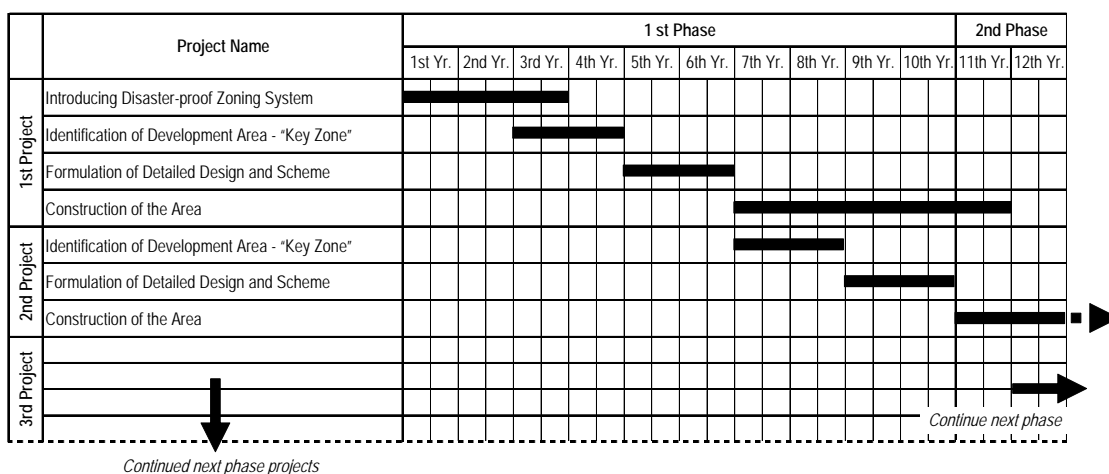 Project Name
1 st Phase
2nd Phase
1st Yr. 2nd Yr. 3rd Yr. 4th Yr. 5th Yr. 6th Yr. 7th Yr. 8th Yr. 9th Yr. 10th Yr. 11th Yr. 12th Yr.
1st Project
Introducing Disaster-proof Zoning System
Identification of Development Area - "Key Zone"
Formulation of Detailed Design and Scheme
Construction of the Area
2nd Project
Identification of Development Area - "Key Zone"
Formulation of Detailed Design and Scheme
Construction of the Area
3rd Project
Continue next phase
Continued next phase projects